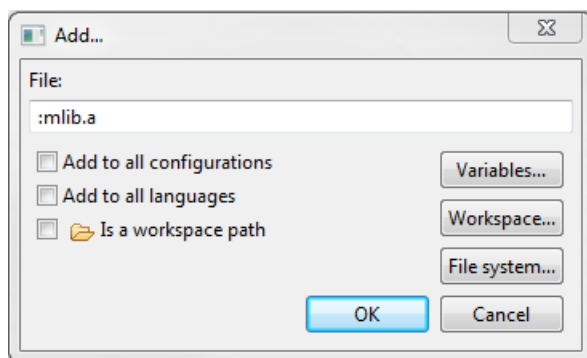 Add...
File:
:mlib.a
Add to all configurations
Variables...
Add to all languages
Workspace...
Is a workspace path
File system...
OK
Cancel